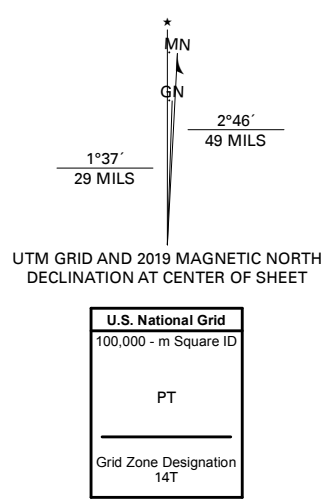 ★
MN
GN
2°46´
49 MILS
1°37´
29 MILS
UTM GRID AND 2019 MAGNETIC NORTH
DECLINATION AT CENTER OF SHEET
U.S. National Grid
100,000 - m Square ID
PT
Grid Zone Designation
14T